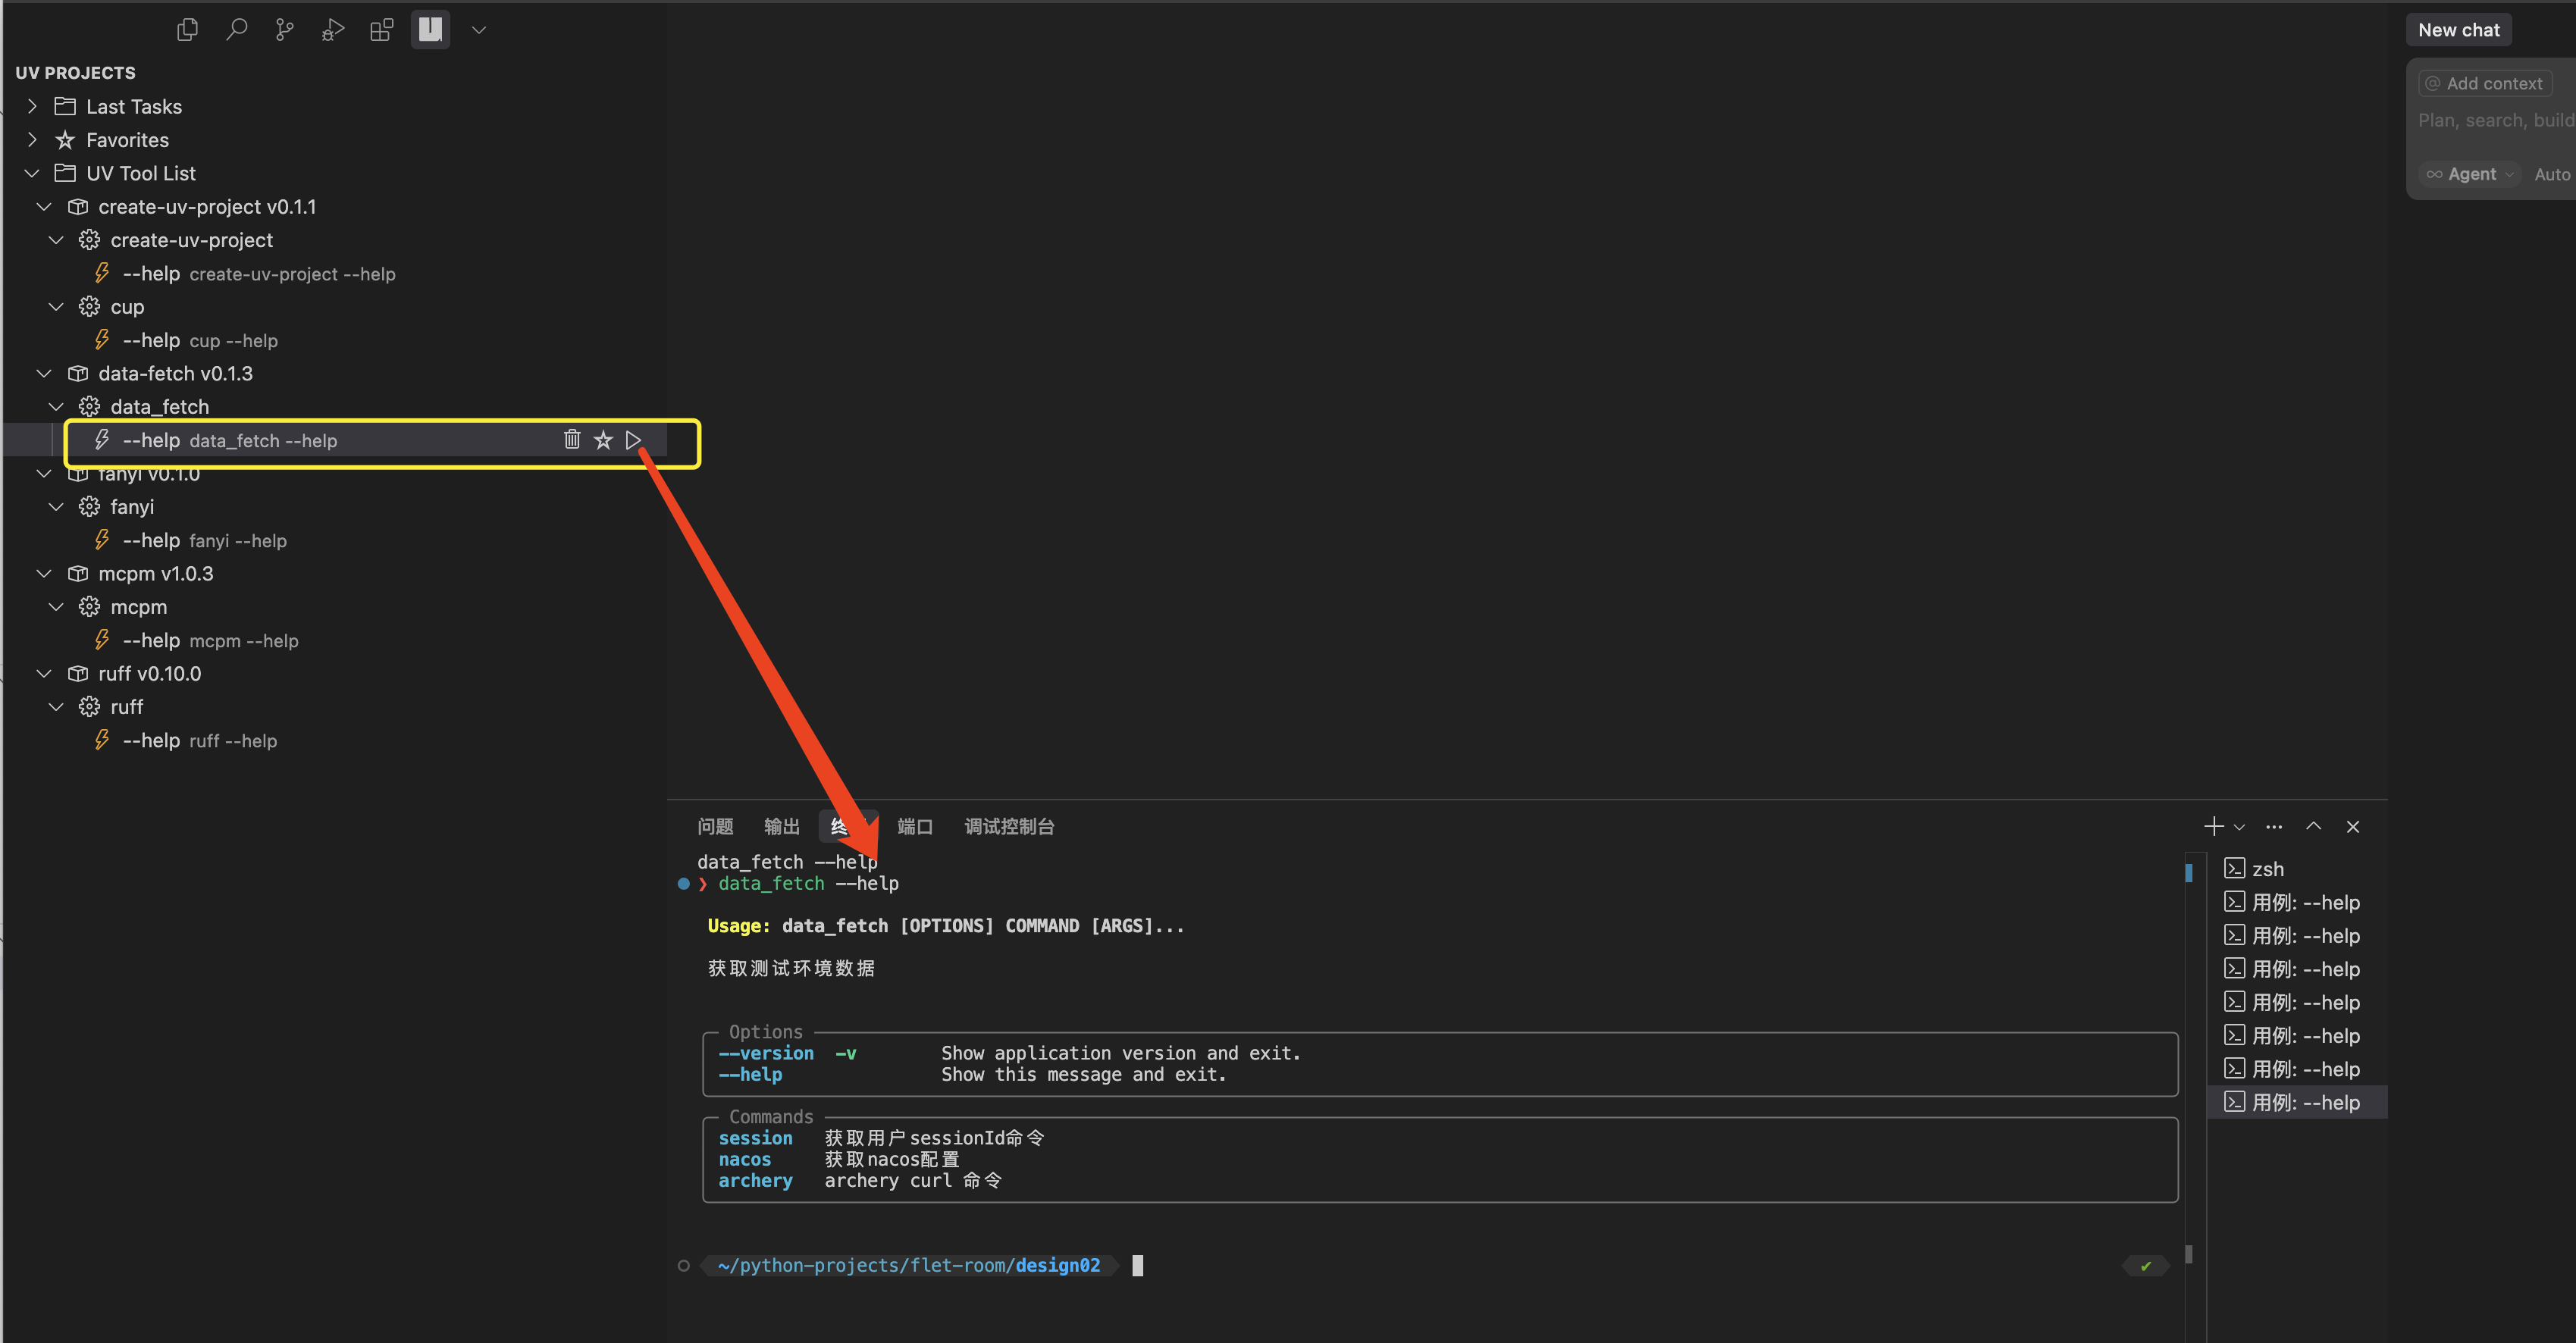 UV PROJECTS
Last Tasks
Favorites
UV Tool List
create-uv-project v0.1.1
create-uv-project
--help create-uv-project --help
cup
--help cup --help
data-fetch v0.1.3
data_fetch
--help data_fetch --help
fanyi v0.1.0
fanyi
--help fanyi --help
mcpm v1.0.3
mcpm
--help mcpm --help
ruff v0.10.0
ruff
--help ruff --help
问题 输出 终 端口 调试控制台
data_fetch --help
❯ data_fetch --help
Usage: data_fetch [OPTIONS] COMMAND [ARGS]...
获取测试环境数据
Options
--version -v Show application version and exit.
--help Show this message and exit.
Commands
session 获取用户sessionId命令
nacos 获取nacos配置
archery archery curl 命令
~/python-projects/flet-room/design02
zsh
用例: --help
用例: --help
用例: --help
用例: --help
用例: --help
用例: --help
用例: --help
New chat
@ Add context
Plan, search, build
Agent Auto